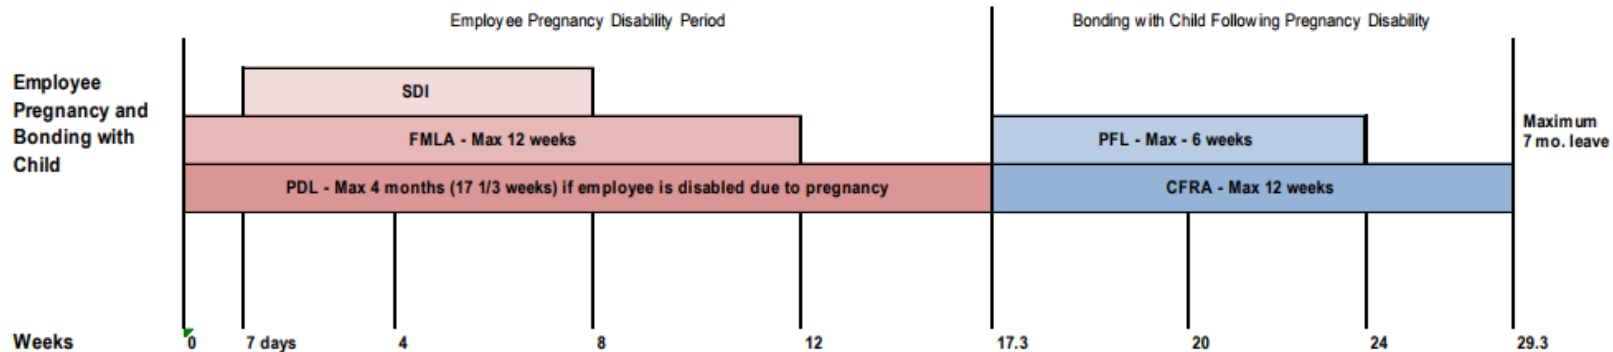 Employee Pregnancy Disability Period
Bonding with Child Following Pregnancy Disability
Employee
Pregnancy and
Bonding with
Child
SDI
FMLA - Max 12 weeks
PFL - Max - 6 weeks
Maximum
7 mo. leave
PDL - Max 4 months (17 1/3 weeks) if employee is disabled due to pregnancy
CFRA - Max 12 weeks
Weeks 0 7 days 4 8 12 17.3 20 24 29.3